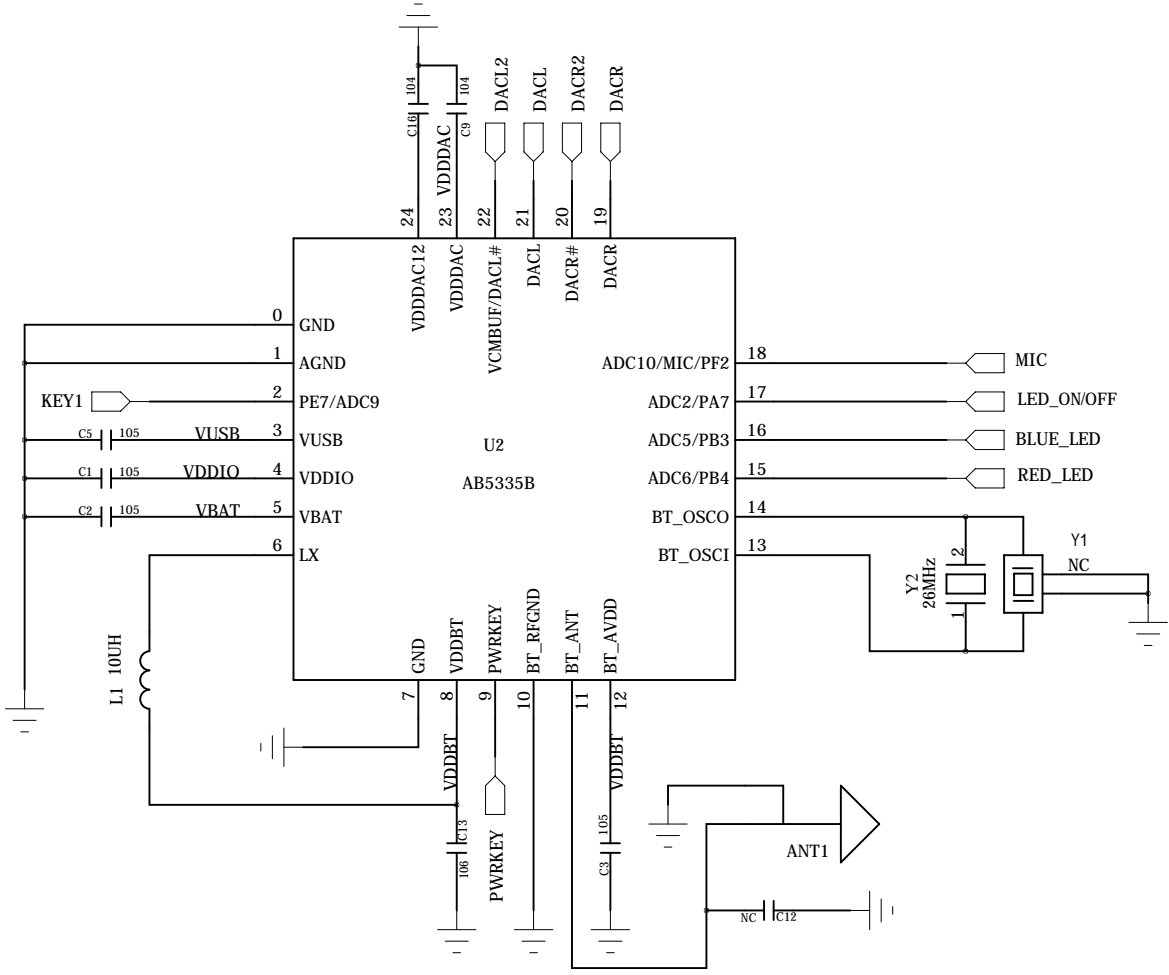 DACL2
DACL
DACR2
DACR
104
C16
104
C9
VDDDAC
24
23
22
21
20
19
VDDDAC12
VDDDAC
VCMBUF/DACL#
DACL
DACR#
DACR
0
GND
1
AGND
KEY1
2
PE7/ADC9
C5
105
VUSB
3
VUSB
C1
105
VDDIO
4
VDDIO
C2
105
VBAT
5
VBAT
6
LX
U2
AB5335B
ADC10/MIC/PF2
18
MIC
ADC2/PA7
17
LED_ON/OFF
ADC5/PB3
16
BLUE_LED
ADC6/PB4
15
RED_LED
BT_OSCO
14
BT_OSCI
13
Y2
26MHz
2
1
Y1
NC
L1 10UH
GND
VDDBT
PWRKEY
BT_RFGND
BT_ANT
BT_AVDD
7
8
9
10
11
12
VDDBT
VDDBT
C13
106
PWRKEY
105
C3
ANT1
NC
C12